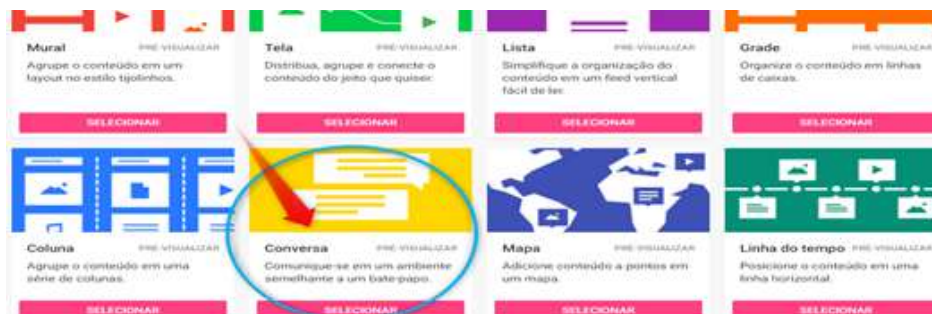 Mural PRÉ-VISUALIZAR
Agrupe o conteúdo em um
layout no estilo tijolinhos.
SELECIONAR
Tela PRÉ-VISUALIZAR
Distribua, agrupe e conecte o
conteúdo do jeito que quiser.
SELECIONAR
Lista PRÉ-VISUALIZAR
Simplifique a organização do
conteúdo em um feed vertical
fácil de ler.
SELECIONAR
Grade PRÉ-VISUALIZAR
Organize o conteúdo em linhas
de caixas.
SELECIONAR
Coluna PRÉ-VISUALIZAR
Agrupe o conteúdo em uma
série de colunas.
SELECIONAR
Conversa PRÉ-VISUALIZAR
Comunique-se em um ambiente
semelhante a um bate-papo.
SELECIONAR
Mapa PRÉ-VISUALIZAR
Adicione conteúdo a pontos em
um mapa.
SELECIONAR
Linha do tempo PRÉ-VISUALIZAR
Posicione o conteúdo em uma
linha horizontal.
SELECIONAR